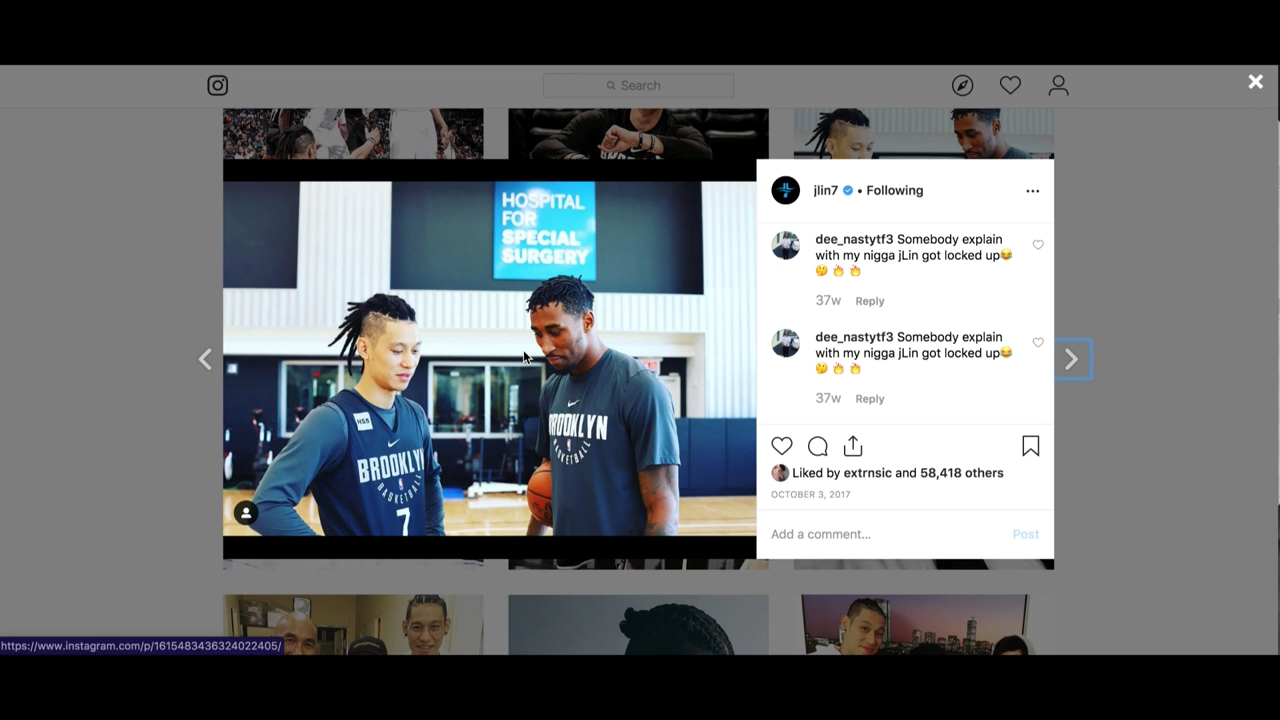 Search
HOSPITAL
FOR
SPECIAL
SURGERY
HSS
BROOKLYN
BASKETBALL
7
BROOKLYN
BASKETBALL
jlin7 • Following
dee_nastytf3 Somebody explain
with my nigga jLin got locked up😂
🤔 👏 👏
37w Reply
dee_nastytf3 Somebody explain
with my nigga jLin got locked up😂
🤔 👏 👏
37w Reply
Liked by extrnsic and 58,418 others
OCTOBER 3, 2017
Add a comment... Post
https://www.instagram.com/p/1615483436324022405/